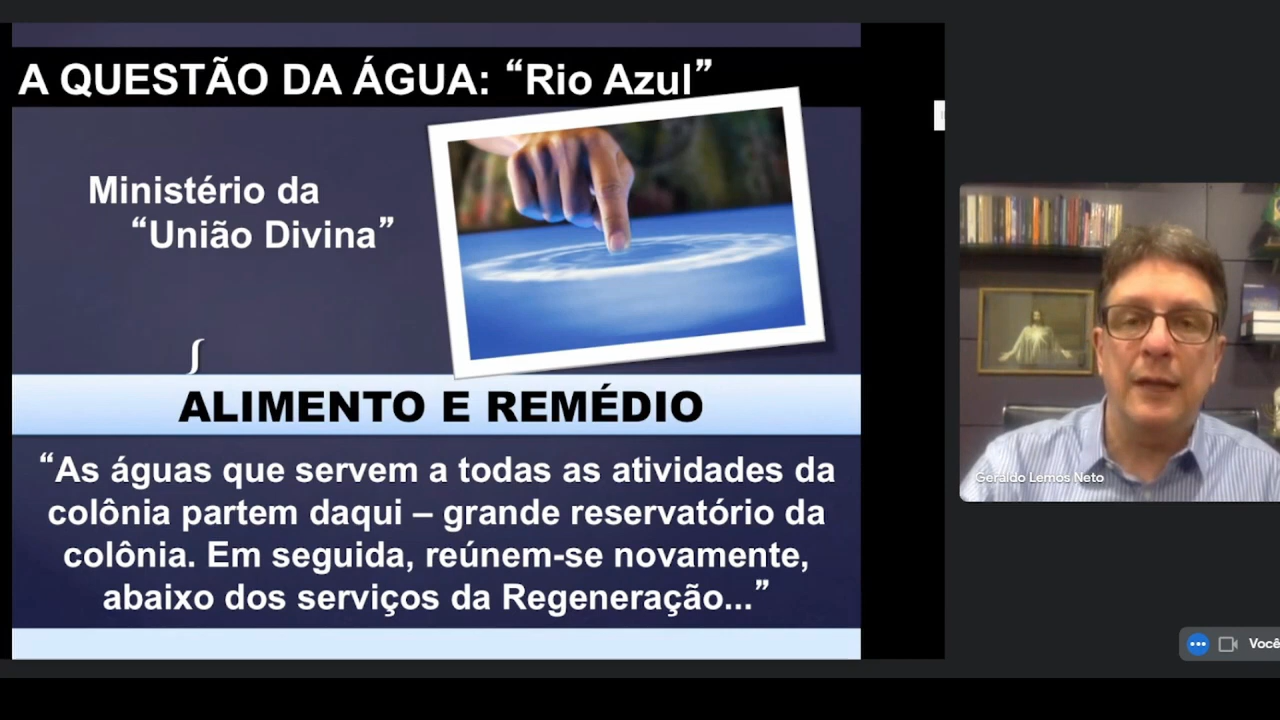 A QUESTÃO DA ÁGUA: “Rio Azul”
Ministério da
“União Divina”
ALIMENTO E REMÉDIO
“As águas que servem a todas as atividades da
colônia partem daqui – grande reservatório da
colônia. Em seguida, reúnem-se novamente,
abaixo dos serviços da Regeneração...”
Geraldo Lemos Neto
Você